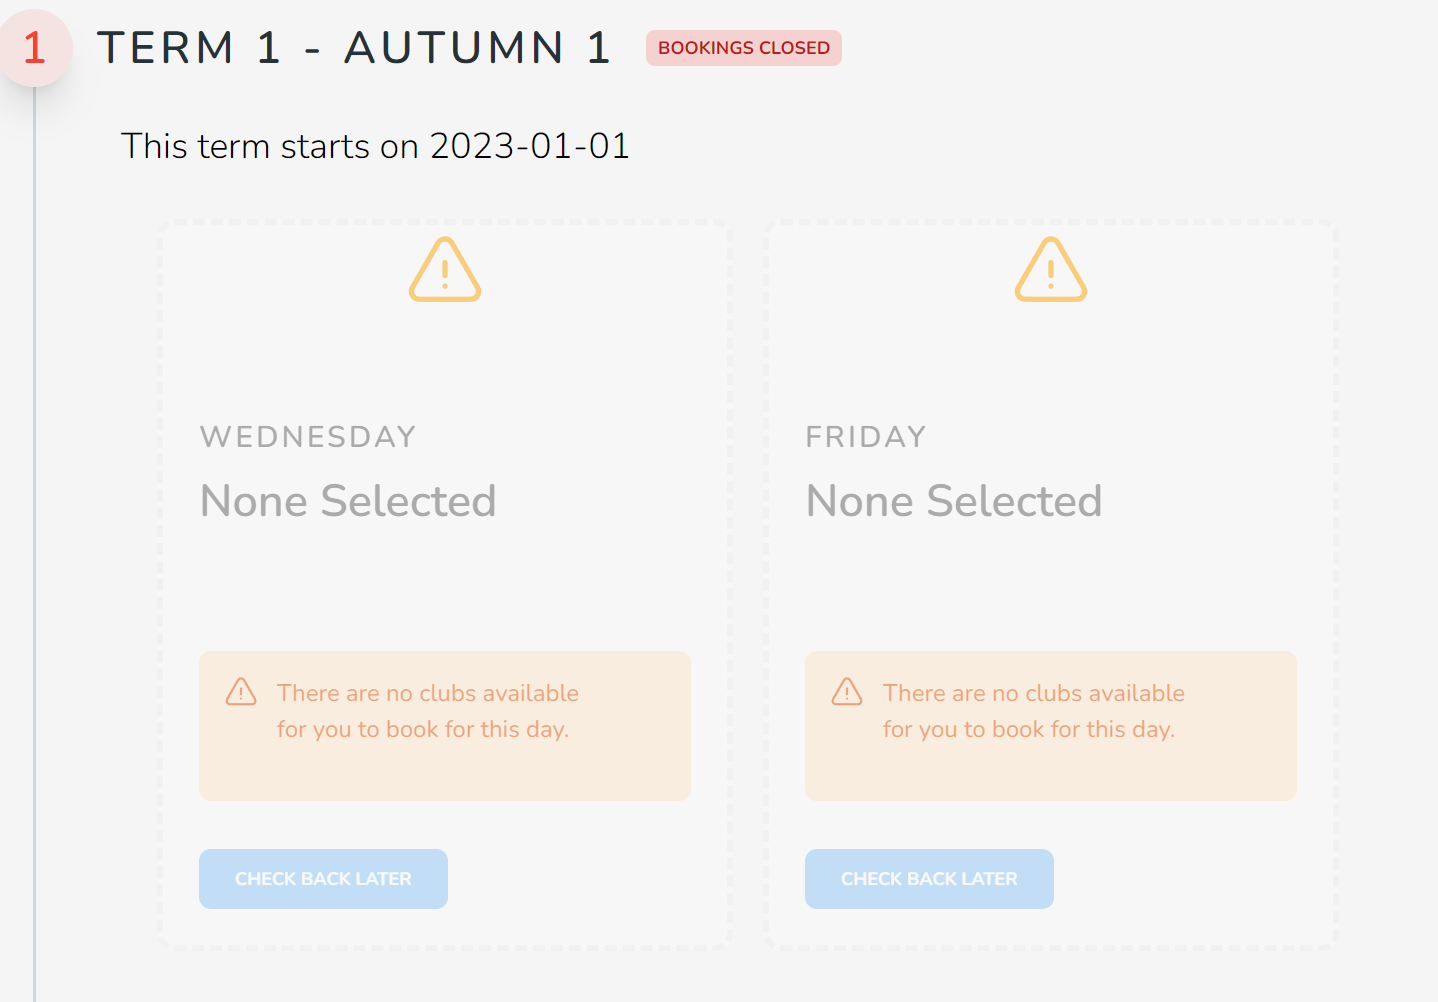 1
TERM 1 - AUTUMN 1
BOOKINGS CLOSED
This term starts on 2023-01-01
WEDNESDAY
None Selected
There are no clubs available
for you to book for this day.
CHECK BACK LATER
FRIDAY
None Selected
There are no clubs available
for you to book for this day.
CHECK BACK LATER